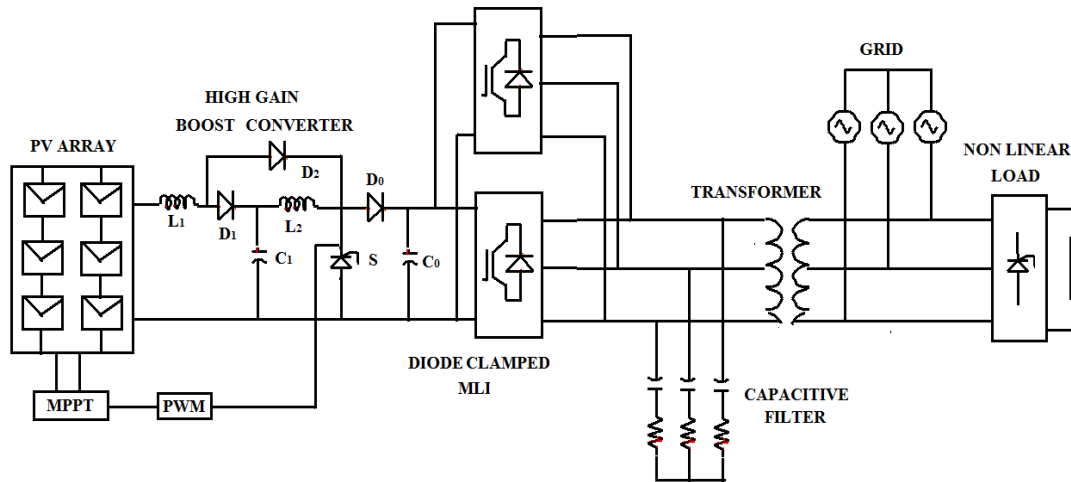 GRID
HIGH GAIN
BOOST CONVERTER
PV ARRAY
D2
D0
NON LINEAR
LOAD
TRANSFORMER
L1
D1
L2
C1
S
C0
DIODE CLAMPED
MLI
MPPT
PWM
CAPACITIVE
FILTER